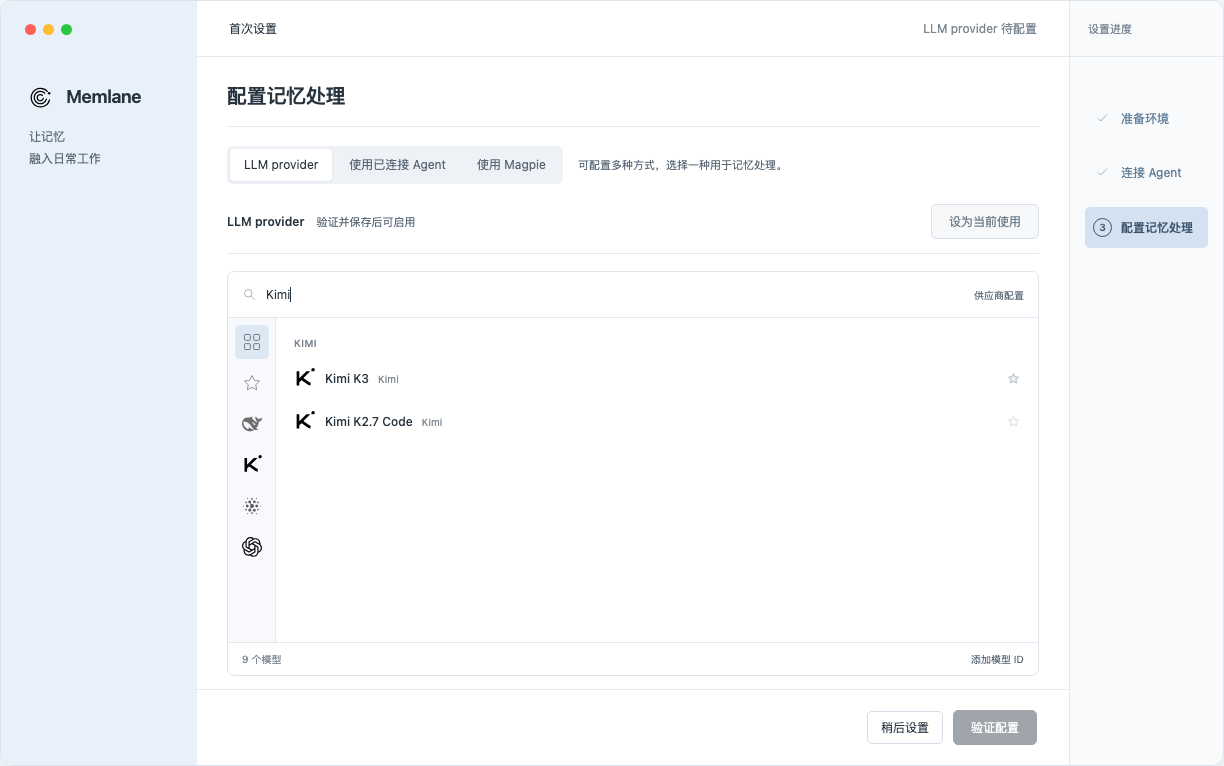 首次设置
LLM provider 待配置
设置进度
Memlane
让记忆
融入日常工作
配置记忆处理
LLM provider
使用已连接 Agent
使用 Magpie
可配置多种方式，选择一种用于记忆处理。
LLM provider 验证并保存后可启用
设为当前使用
Kimi
供应商配置
KIMI
Kimi K3 Kimi
Kimi K2.7 Code Kimi
9 个模型
添加模型 ID
稍后设置
验证配置
准备环境
连接 Agent
3 配置记忆处理